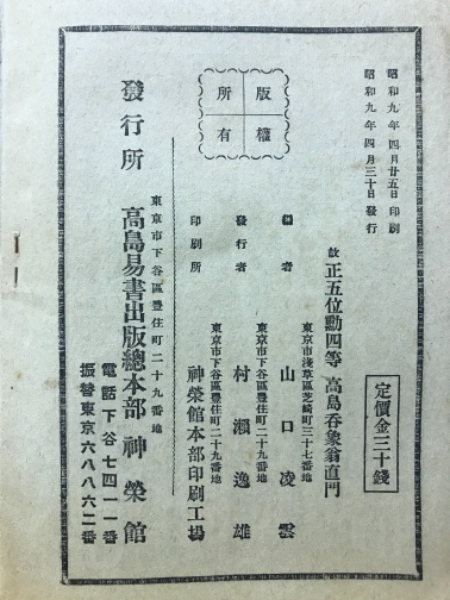 昭和九年四月廿五日印刷
昭和九年四月三十日發行
定價金三十錢
故正五位勳四等 高島呑象翁直門
東京市淺草區芝崎町三十七番地
編者 山口凌雲
東京市下谷區豊住町二十九番地
發行者 村瀬逸雄
東京市下谷區豊住町二十九番地
印刷所 神榮館本部印刷工場
版權
所有
東京市下谷區豊住町二十九番地
發行所 高島易書出版總本部 神榮館
電話下谷七四一一番
振替東京六八八六二番